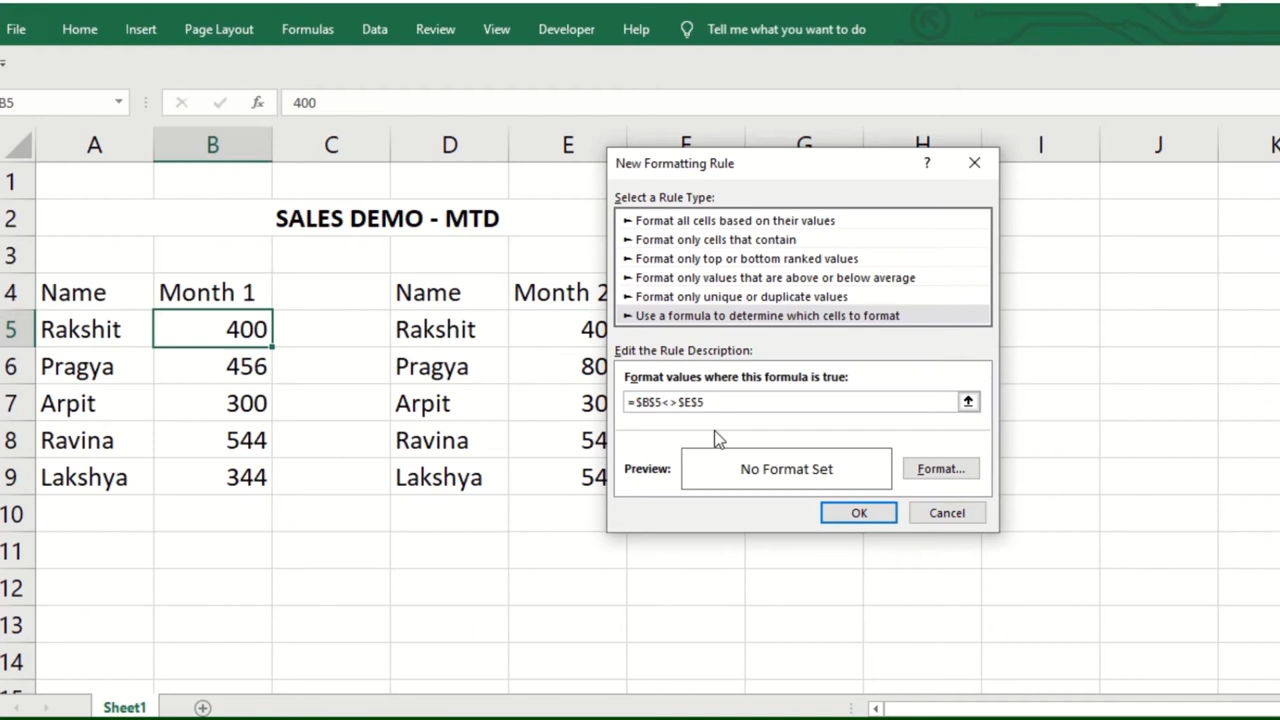 File Home Insert Page Layout Formulas Data Review View Developer Help Tell me what you want to do
B5 fx 400
A B C D E F G H I J K
1
2 SALES DEMO - MTD
3
4 Name Month 1 Name Month 2
5 Rakshit 400 Rakshit 40
6 Pragya 456 Pragya 80
7 Arpit 300 Arpit 30
8 Ravina 544 Ravina 54
9 Lakshya 344 Lakshya 54
10
11
12
13
14
15
New Formatting Rule ?
Select a Rule Type:
► Format all cells based on their values
► Format only cells that contain
► Format only top or bottom ranked values
► Format only values that are above or below average
► Format only unique or duplicate values
► Use a formula to determine which cells to format
Edit the Rule Description:
Format values where this formula is true:
=$B$5<>$E$5
Preview: No Format Set Format...
OK Cancel
Sheet1